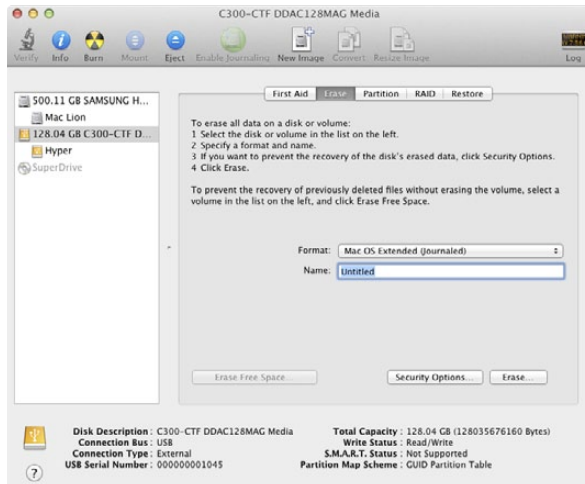 C300-CTF DDAC128MAG Media
Verify Info Burn Mount Eject Enable Journaling New Image Convert Resize Image Log
First Aid Erase Partition RAID Restore
500.11 GB SAMSUNG H...
Mac Lion
128.04 GB C300-CTF D...
Hyper
SuperDrive
To erase all data on a disk or volume:
1 Select the disk or volume in the list on the left.
2 Specify a format and name.
3 If you want to prevent the recovery of the disk's erased data, click Security Options.
4 Click Erase.
To prevent the recovery of previously deleted files without erasing the volume, select a
volume in the list on the left, and click Erase Free Space.
Format: Mac OS Extended (Journaled)
Name: Untitled
Erase Free Space... Security Options... Erase...
Disk Description : C300-CTF DDAC128MAG Media Total Capacity : 128.04 GB (128035676160 Bytes)
Connection Bus : USB Write Status : Read/Write
Connection Type : External S.M.A.R.T. Status : Not Supported
USB Serial Number : 000000001045 Partition Map Scheme : GUID Partition Table
?